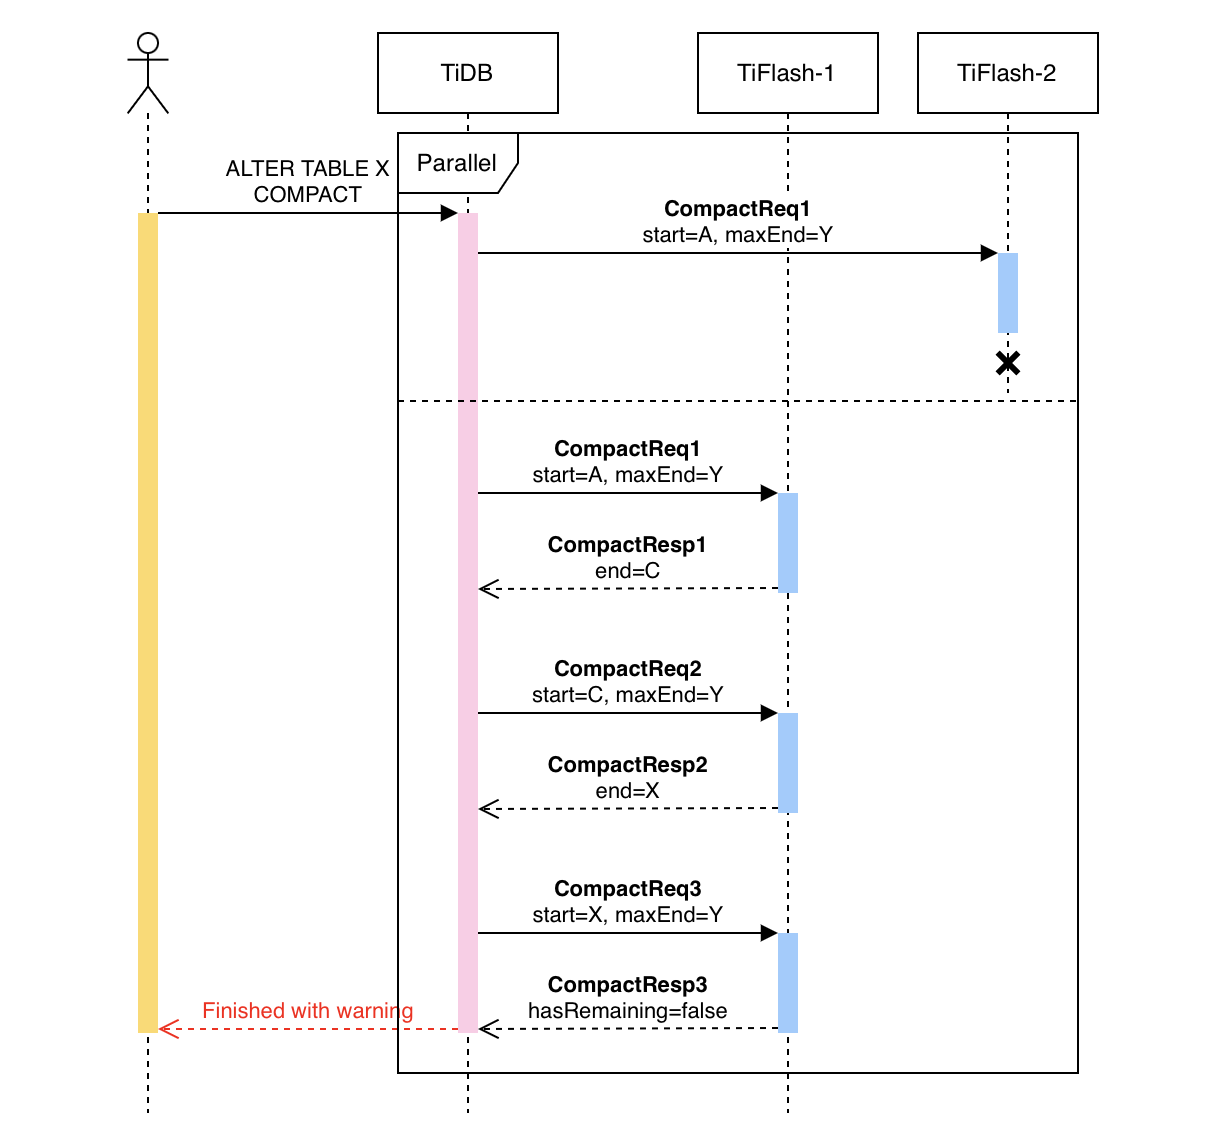 TiDB
TiFlash-1
TiFlash-2
Parallel
ALTER TABLE X
COMPACT
CompactReq1
start=A, maxEnd=Y
CompactReq1
start=A, maxEnd=Y
CompactResp1
end=C
CompactReq2
start=C, maxEnd=Y
CompactResp2
end=X
CompactReq3
start=X, maxEnd=Y
CompactResp3
hasRemaining=false
Finished with warning